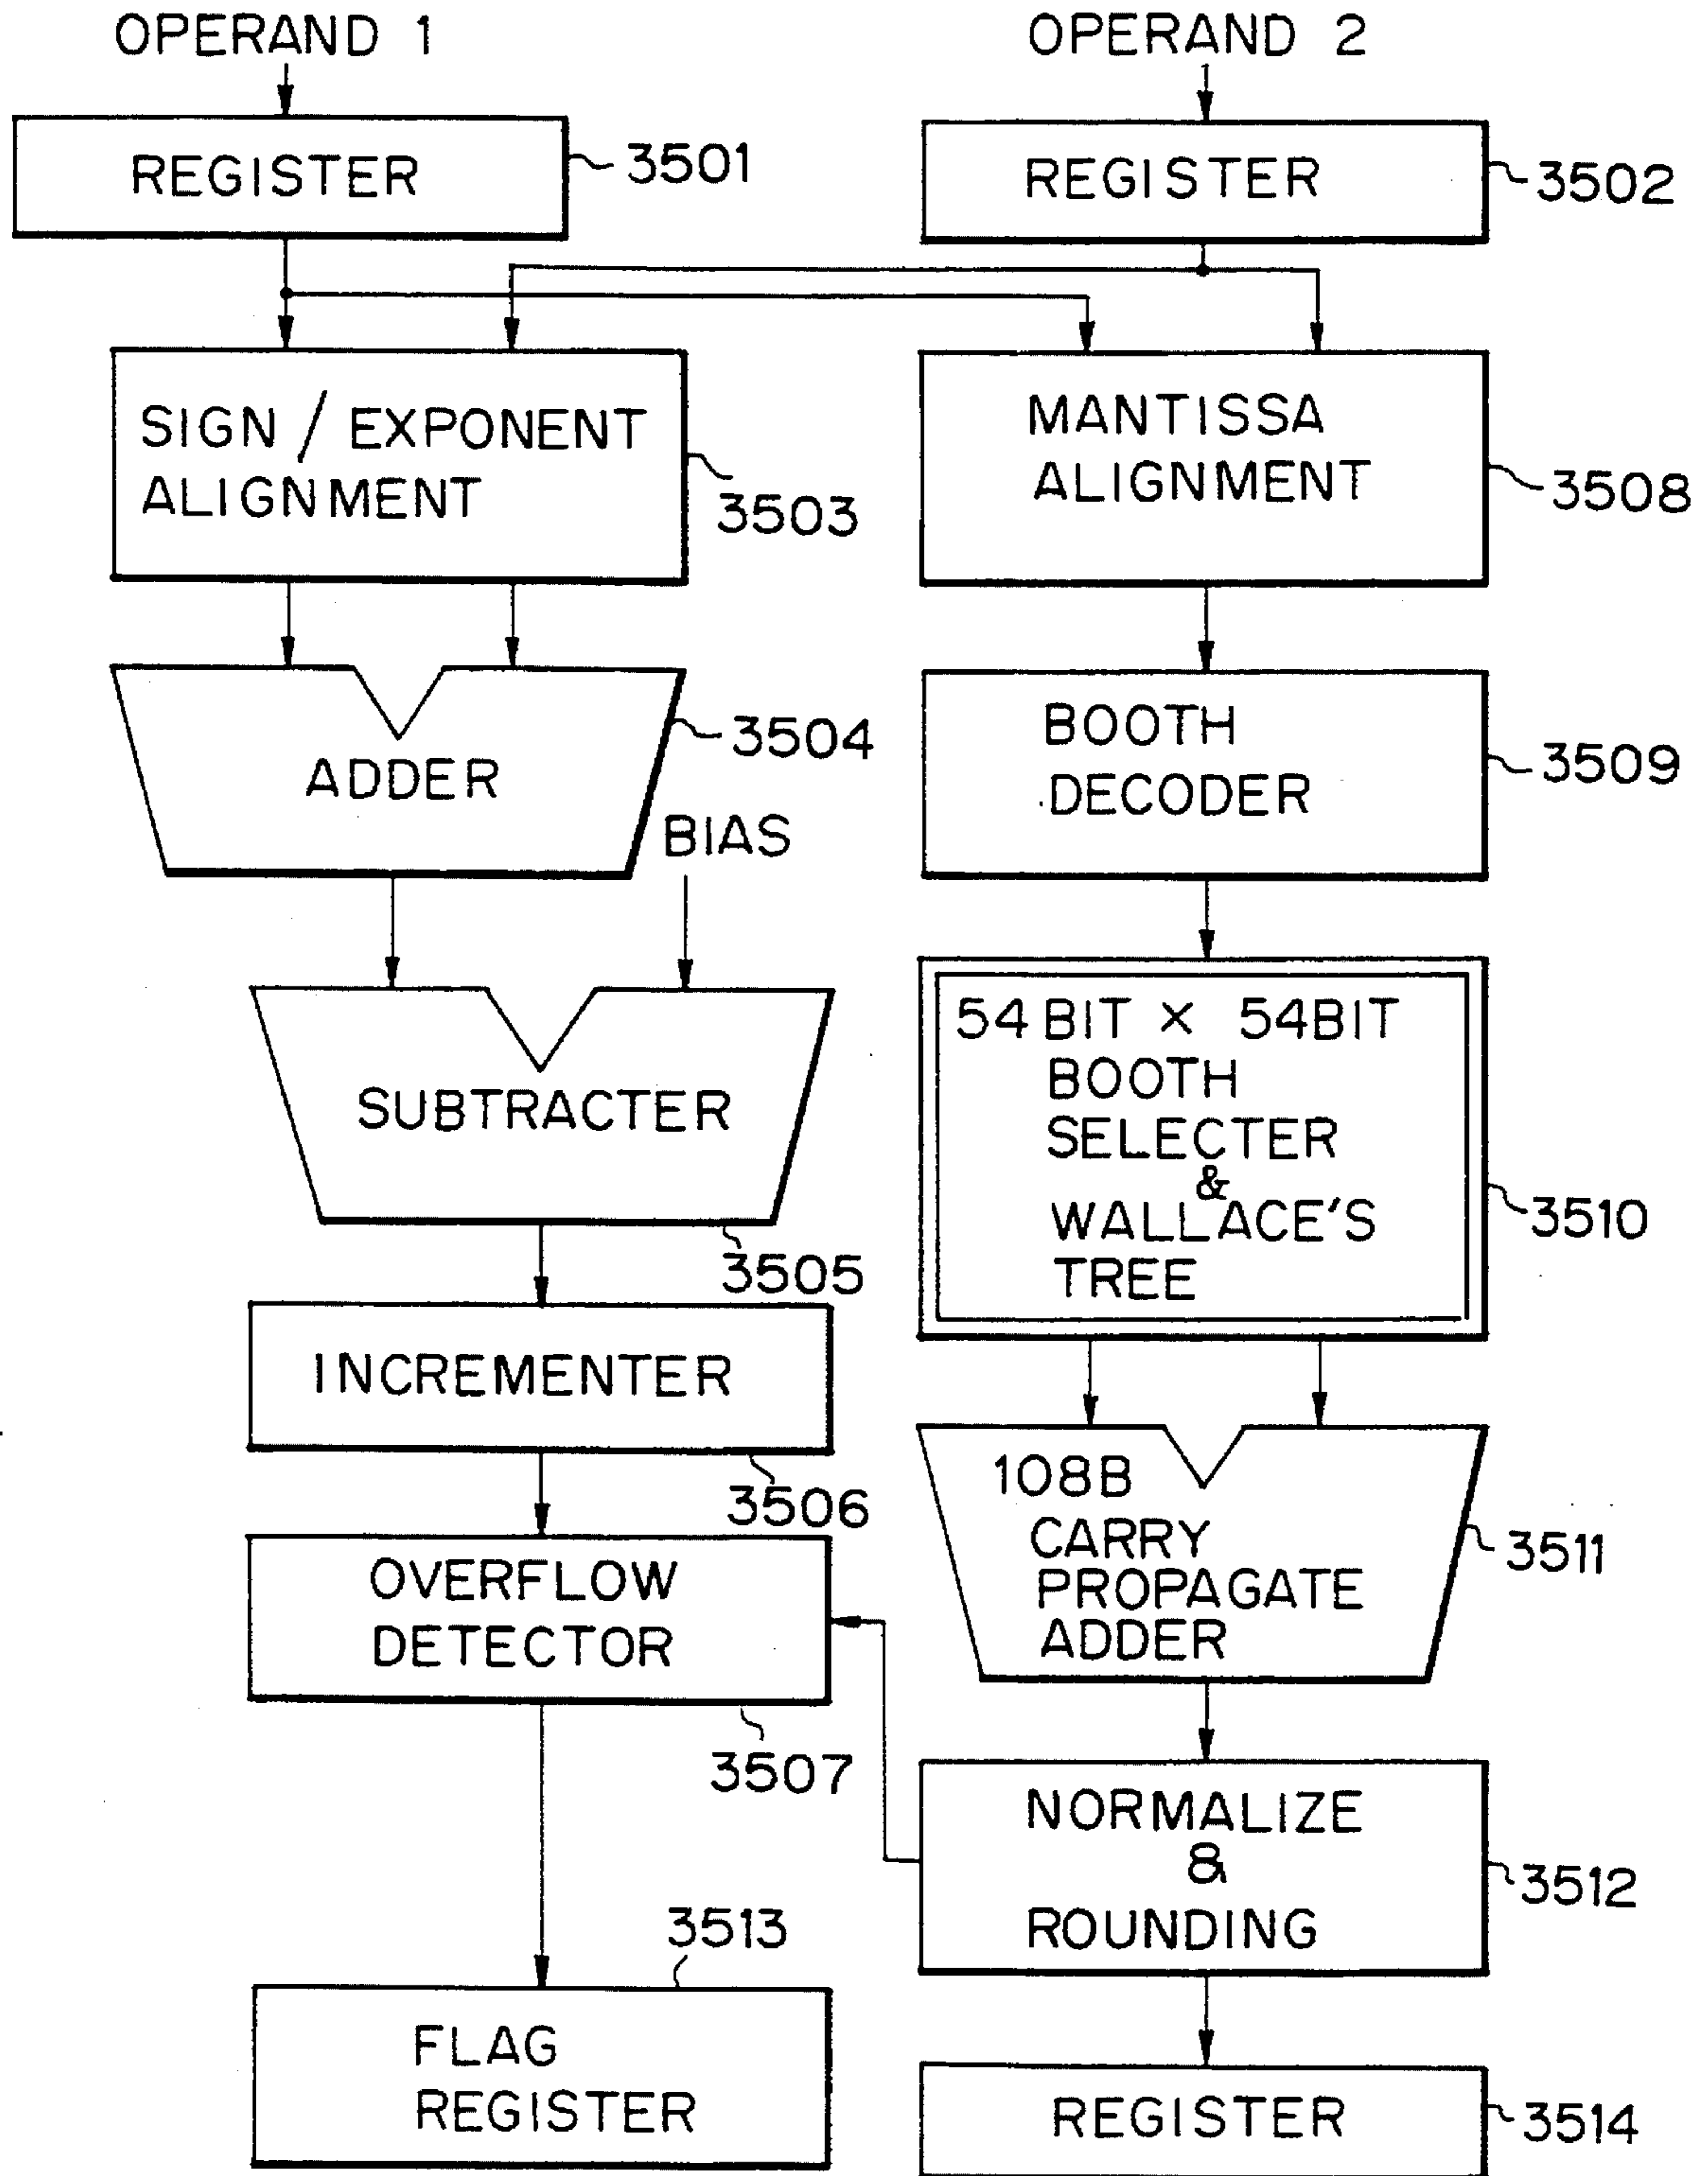 OPERAND 1
OPERAND 2
REGISTER
3501
REGISTER
3502
SIGN / EXPONENT
ALIGNMENT
3503
MANTISSA
ALIGNMENT
3508
ADDER
3504
BOOTH
DECODER
3509
BIAS
SUBTRACTER
3505
54 BIT × 54BIT
BOOTH
SELECTER
&
WALLACE'S
TREE
3510
INCREMENTER
3506
108B
CARRY
PROPAGATE
ADDER
3511
OVERFLOW
DETECTOR
3507
NORMALIZE
&
ROUNDING
3512
3513
FLAG
REGISTER
REGISTER
3514